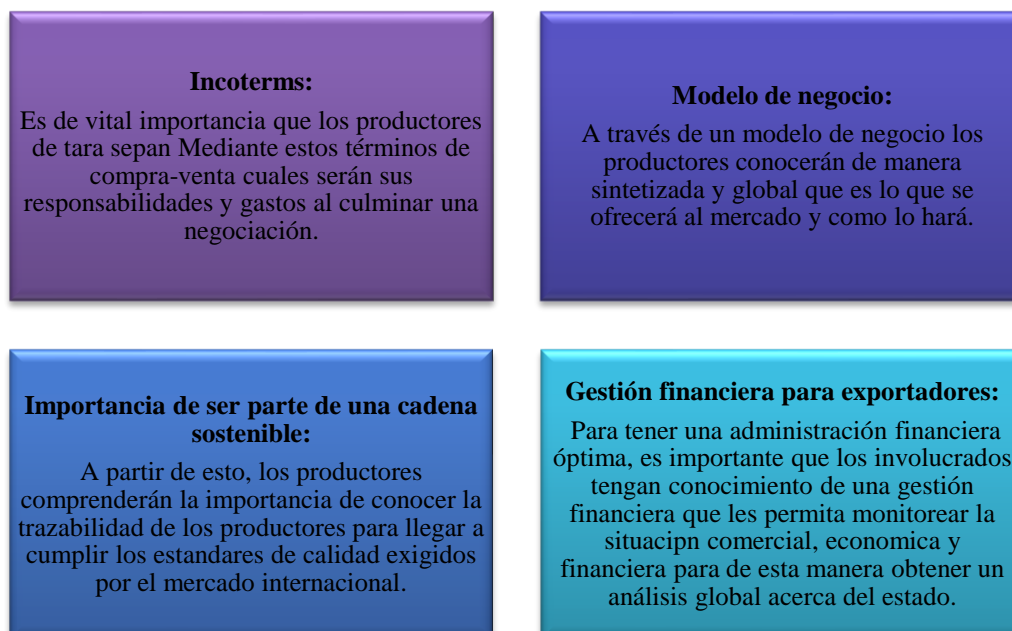 Incoterms:
Es de vital importancia que los productores
de tara sepan Mediante estos términos de
compra-venta cuales serán sus
responsabilidades y gastos al culminar una
negociación.
Modelo de negocio:
A través de un modelo de negocio los
productores conocerán de manera
sintetizada y global que es lo que se
ofrecerá al mercado y como lo hará.
Importancia de ser parte de una cadena
sostenible:
A partir de esto, los productores
comprenderán la importancia de conocer la
trazabilidad de los productores para llegar a
cumplir los estandares de calidad exigidos
por el mercado internacional.
Gestión financiera para exportadores:
Para tener una administración financiera
óptima, es importante que los involucrados
tengan conocimiento de una gestión
financiera que les permita monitorear la
situacipn comercial, economica y
financiera para de esta manera obtener un
análisis global acerca del estado.